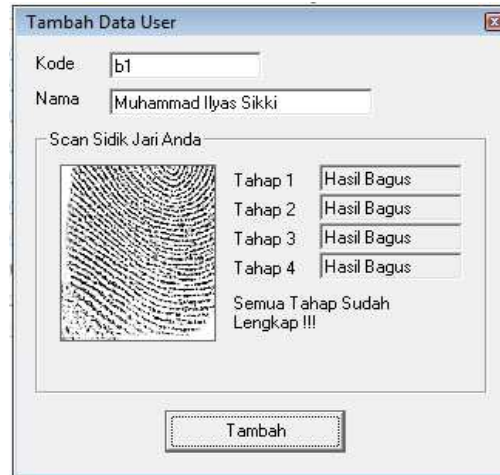 Tambah Data User
Kode b1
Nama Muhammad Ilyas Sikki
Scan Sidik Jari Anda
Tahap 1 Hasil Bagus
Tahap 2 Hasil Bagus
Tahap 3 Hasil Bagus
Tahap 4 Hasil Bagus
Semua Tahap Sudah
Lengkap !!!
Tambah